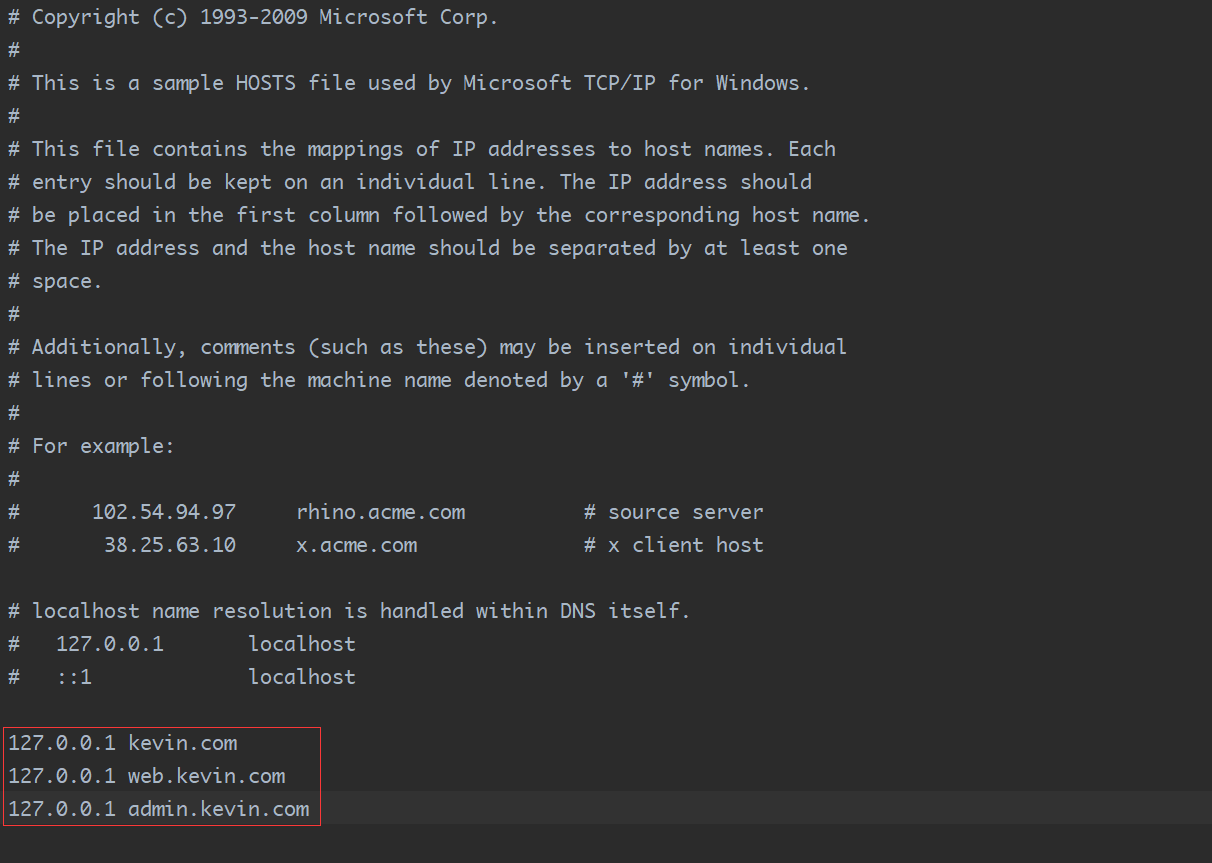 # Copyright (c) 1993-2009 Microsoft Corp.
#
# This is a sample HOSTS file used by Microsoft TCP/IP for Windows.
#
# This file contains the mappings of IP addresses to host names. Each
# entry should be kept on an individual line. The IP address should
# be placed in the first column followed by the corresponding host name.
# The IP address and the host name should be separated by at least one
# space.
#
# Additionally, comments (such as these) may be inserted on individual
# lines or following the machine name denoted by a '#' symbol.
#
# For example:
#
#      102.54.94.97     rhino.acme.com          # source server
#       38.25.63.10     x.acme.com              # x client host

# localhost name resolution is handled within DNS itself.
#   127.0.0.1       localhost
#   ::1             localhost

127.0.0.1 kevin.com
127.0.0.1 web.kevin.com
127.0.0.1 admin.kevin.com